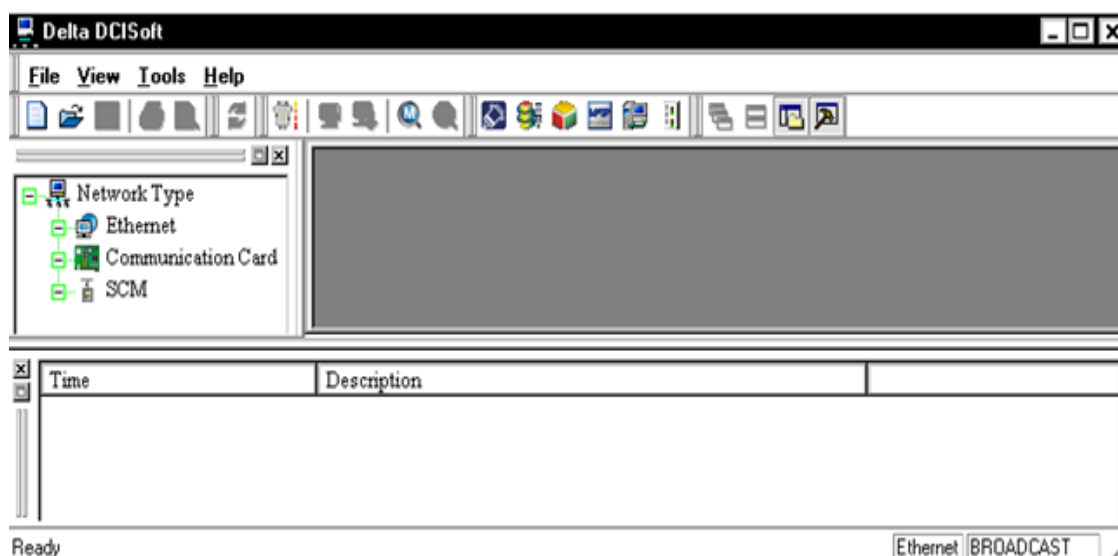 Delta DCISoft
File View Tools Help
Network Type
Ethernet
Communication Card
SCM
Time Description
Ready Ethernet BROADCAST